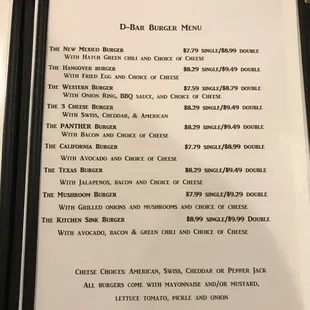 D-Bar Burger Menu
The New Mexico Burger $7.79 single/$8.99 double
With Hatch Green chili and Choice of Cheese
The Hangover burger $8.29 single/$9.49 double
With Fried Egg and Choice of Cheese
The Western Burger $7.59 single/$8.79 double
With Onion Ring, BBQ sauce, and Choice of Cheese
The 3 Cheese Burger $8.29 single/$9.49 double
With Swiss, Cheddar, & American
The PANTHER Burger $8.29 single/$9.49 double
With Bacon and Choice of Cheese
The California Burger $7.79 single/$8.99 double
With Avocado and Choice of Cheese
The Texas Burger $8.29 single/$9.49 double
With Jalapenos, bacon and Choice of Cheese
The Mushroom Burger $7.99 single/$9.29 double
With Grilled onions and mushrooms and choice of cheese
The Kitchen Sink Burger $8.99 single/$9.99 Double
With avocado, bacon & green chili and Choice of Cheese
Cheese Choices: American, Swiss, Cheddar or Pepper Jack
All burgers come with mayonnaise and/or mustard,
lettuce tomato, pickle and onion